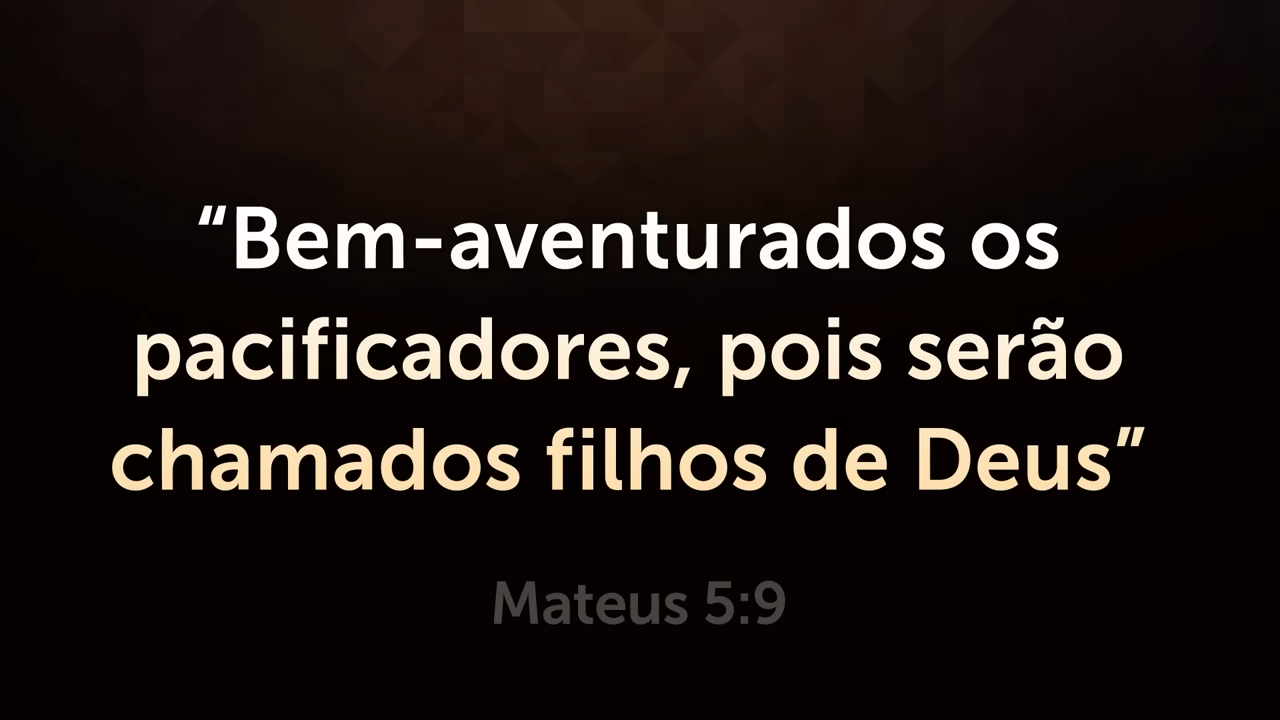 “Bem-aventurados os
pacificadores, pois serão
chamados filhos de Deus”
Mateus 5:9